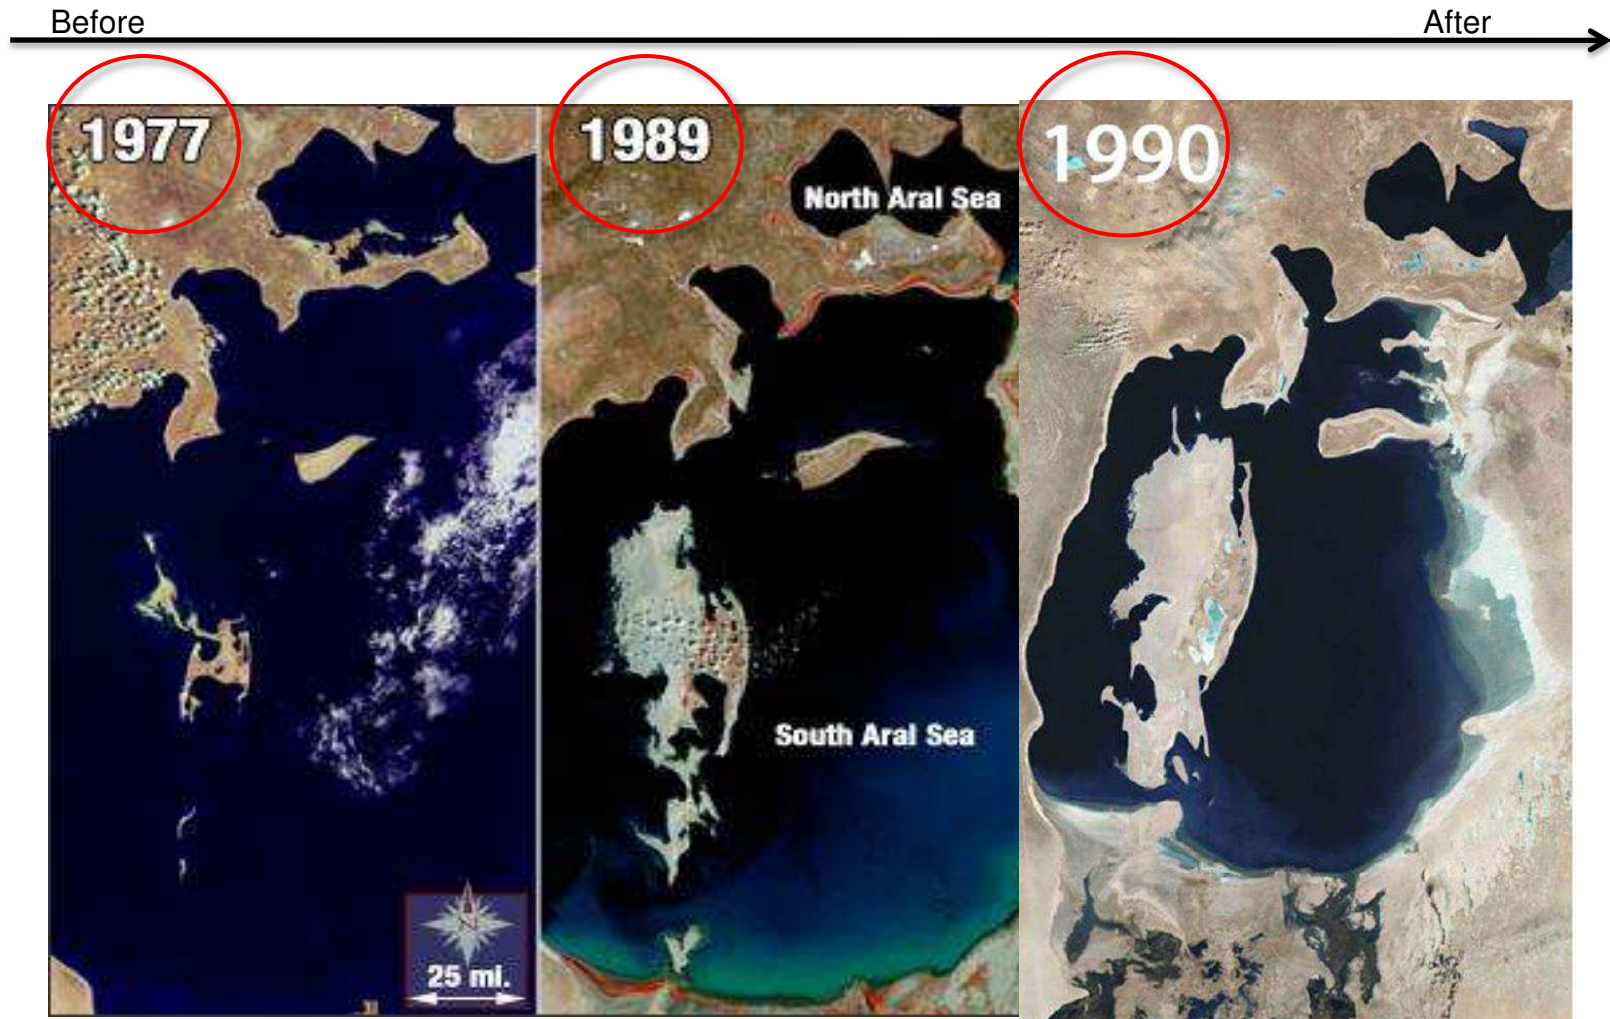 Before
After
1977
1989
1990
North Aral Sea
South Aral Sea
N
25 mi.